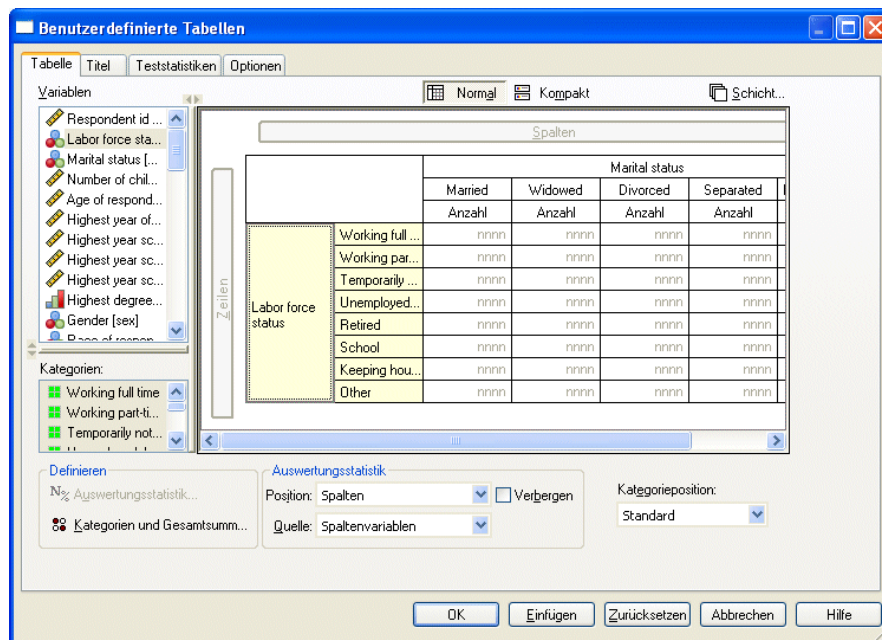 Benutzerdefinierte Tabellen
Tabelle Titel Teststatistiken Optionen
Variablen
Normal Kompakt Schicht...
Respondent id ...
Labor force sta...
Marital status [...
Number of chil...
Age of respond...
Highest year of...
Highest year sc...
Highest year sc...
Highest year sc...
Highest degree...
Gender [sex]
Race of respon
Spalten
Zeilen
Marital status
Married Widowed Divorced Separated
Anzahl Anzahl Anzahl Anzahl
Labor force status
Working full ... nnnn nnnn nnnn nnnn
Working par... nnnn nnnn nnnn nnnn
Temporarily ... nnnn nnnn nnnn nnnn
Unemployed... nnnn nnnn nnnn nnnn
Retired nnnn nnnn nnnn nnnn
School nnnn nnnn nnnn nnnn
Keeping hou... nnnn nnnn nnnn nnnn
Other nnnn nnnn nnnn nnnn
Kategorien:
Working full time
Working part-ti...
Temporarily not...
Definieren
N% Auswertungsstatistik...
Kategorien und Gesamtsumm...
Auswertungsstatistik
Position: Spalten Verbergen
Quelle: Spaltenvariablen
Kategorieposition:
Standard
OK Einfügen Zurücksetzen Abbrechen Hilfe